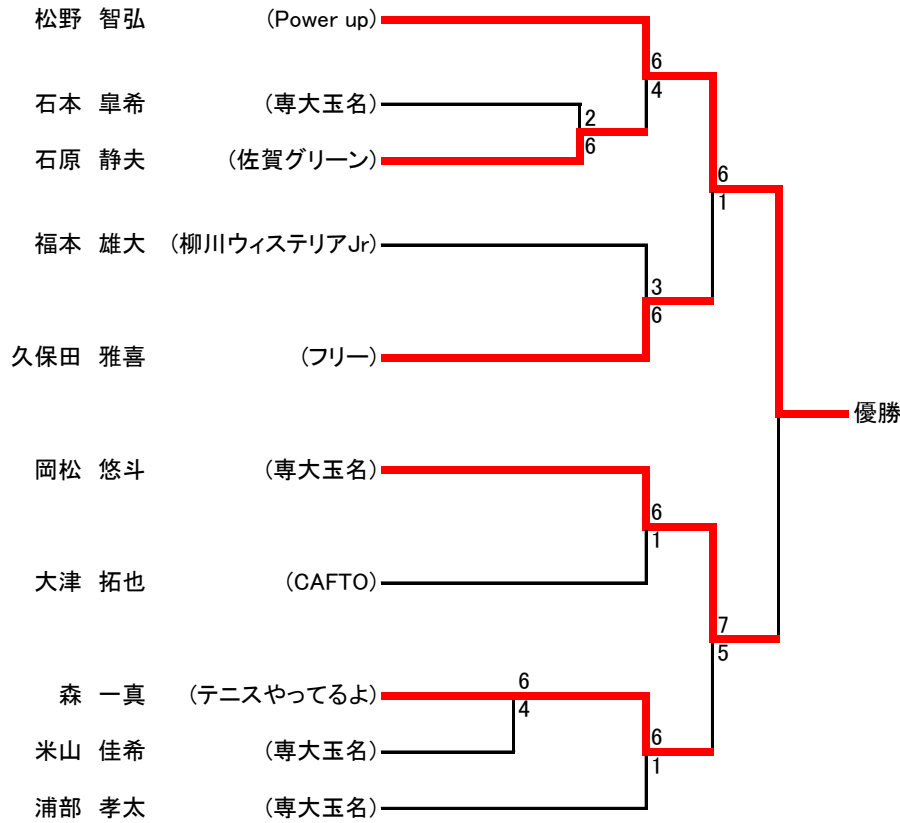 松野 智弘 (Power up)
6
4
石本 皐希 (専大玉名)
2
6
石原 静夫 (佐賀グリーン)
6
1
福本 雄大 (柳川ウィステリアJr)
3
6
久保田 雅喜 (フリー)
優勝
岡松 悠斗 (専大玉名)
6
1
大津 拓也 (CAFTO)
7
5
森 一真 (テニスやってるよ)
6
4
6
1
米山 佳希 (専大玉名)
浦部 孝太 (専大玉名)